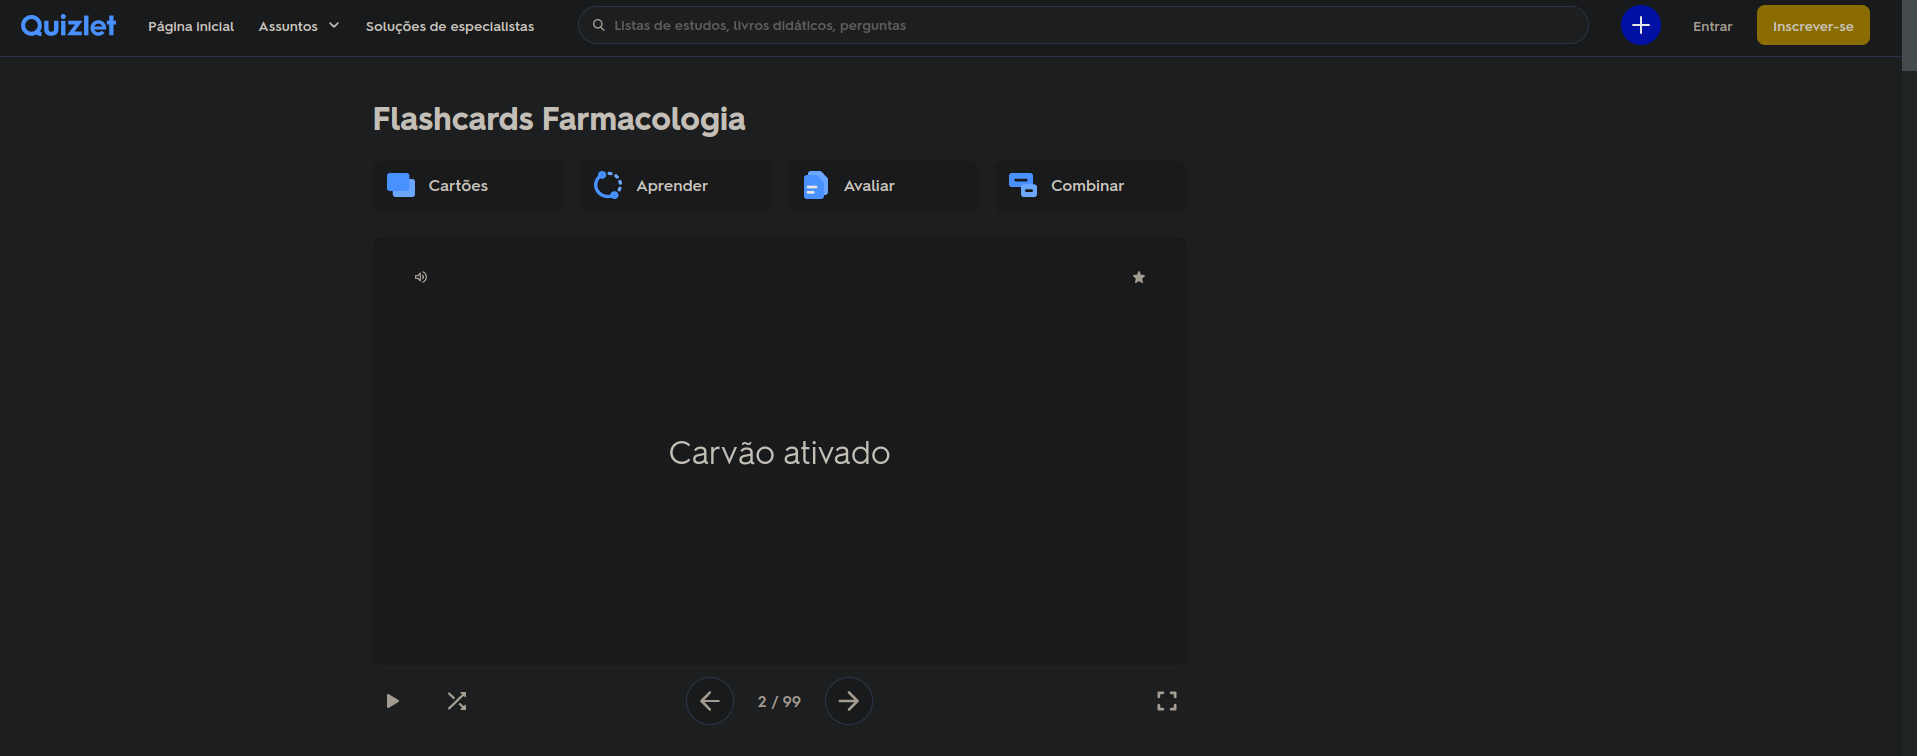 Quizlet
Página inicial
Assuntos
Soluções de especialistas
Listas de estudos, livros didáticos, perguntas
Entrar
Inscrever-se
Flashcards Farmacologia
Cartões
Aprender
Avaliar
Combinar
Carvão ativado
2 / 99